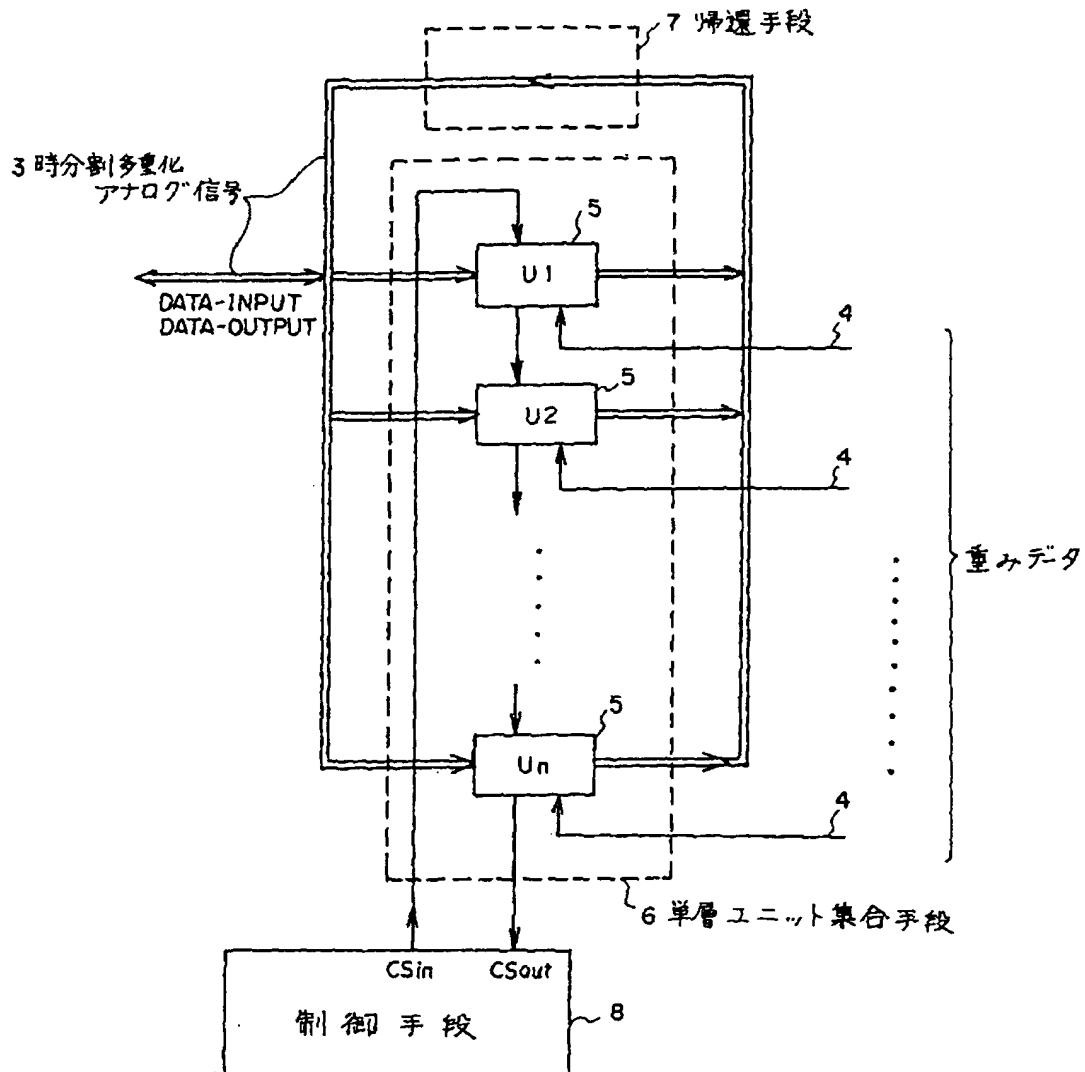 7 帰還手段
3 時分割多重化
アナログ信号
5
U1
DATA-INPUT
DATA-OUTPUT
4
5
U2
4
重みデータ
5
Un
4
6 単層ユニット集合手段
CSin CSout
制御手段
8